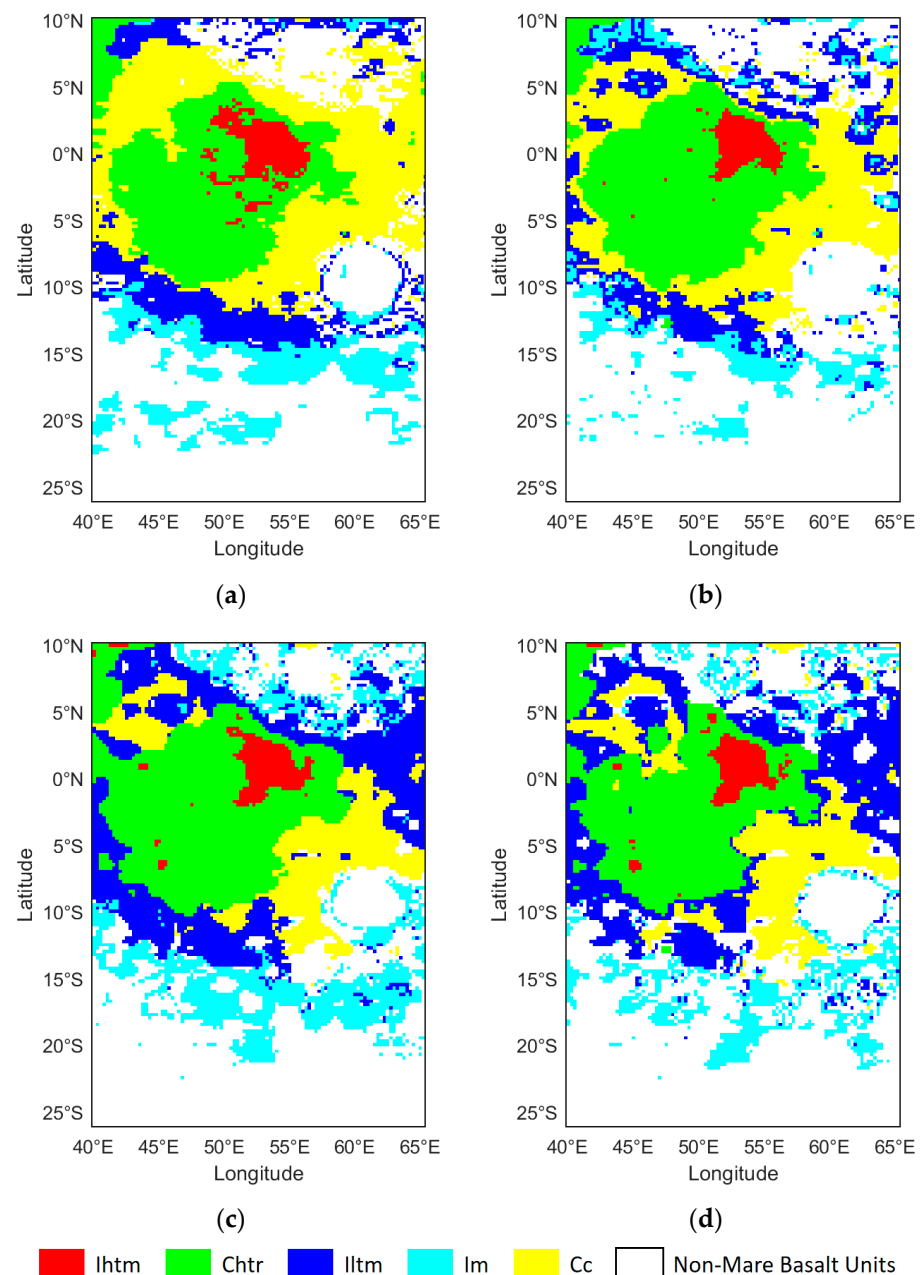 10°N 10°N
5°N 5°N
0°N 0°N
5°S 5°S
10°S 10°S
15°S 15°S
20°S 20°S
25°S 25°S
Latitude Latitude
40°E 45°E 50°E 55°E 60°E 65°E 40°E 45°E 50°E 55°E 60°E 65°E
Longitude Longitude
(a) (b)
10°N 10°N
5°N 5°N
0°N 0°N
5°S 5°S
10°S 10°S
15°S 15°S
20°S 20°S
25°S 25°S
Latitude Latitude
40°E 45°E 50°E 55°E 60°E 65°E 40°E 45°E 50°E 55°E 60°E 65°E
Longitude Longitude
(c) (d)
Ihtm Chtr Iltm Im Cc Non-Mare Basalt Units